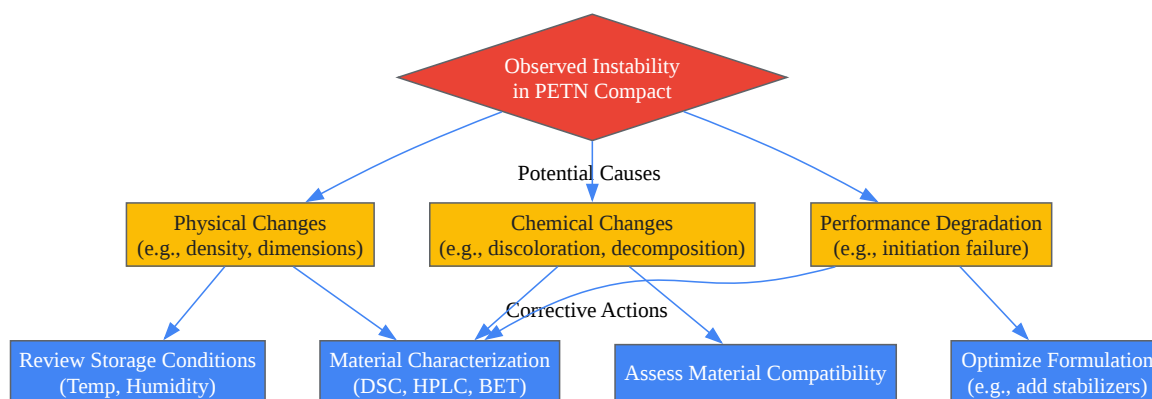 Observed Instability
in PETN Compact
Potential Causes
Physical Changes
(e.g., density, dimensions)
Chemical Changes
(e.g., discoloration, decomposition)
Performance Degradation
(e.g., initiation failure)
Corrective Actions
Review Storage Conditions
(Temp, Humidity)
Material Characterization
(DSC, HPLC, BET)
Assess Material Compatibility
Optimize Formulation
(e.g., add stabilizers)